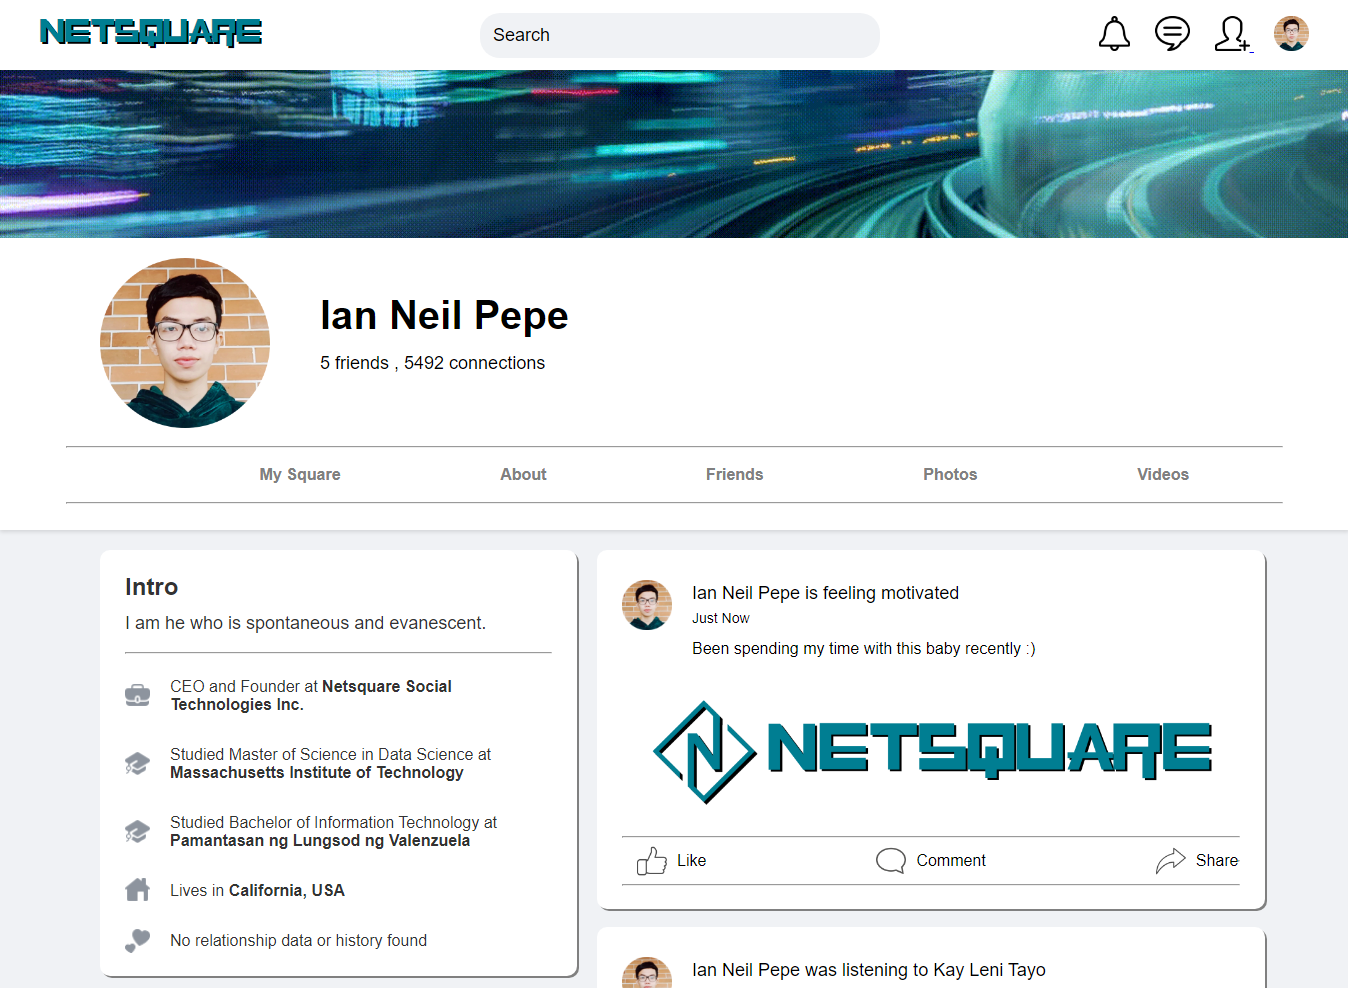 NETSQUARE
Search
Ian Neil Pepe
5 friends , 5492 connections
My Square
About
Friends
Photos
Videos
Intro
I am he who is spontaneous and evanescent.
CEO and Founder at Netsquare Social
Technologies Inc.
Studied Master of Science in Data Science at
Massachusetts Institute of Technology
Studied Bachelor of Information Technology at
Pamantasan ng Lungsod ng Valenzuela
Lives in California, USA
No relationship data or history found
Ian Neil Pepe is feeling motivated
Just Now
Been spending my time with this baby recently :)
N NETSQUARE
Like
Comment
Share
Ian Neil Pepe was listening to Kay Leni Tayo